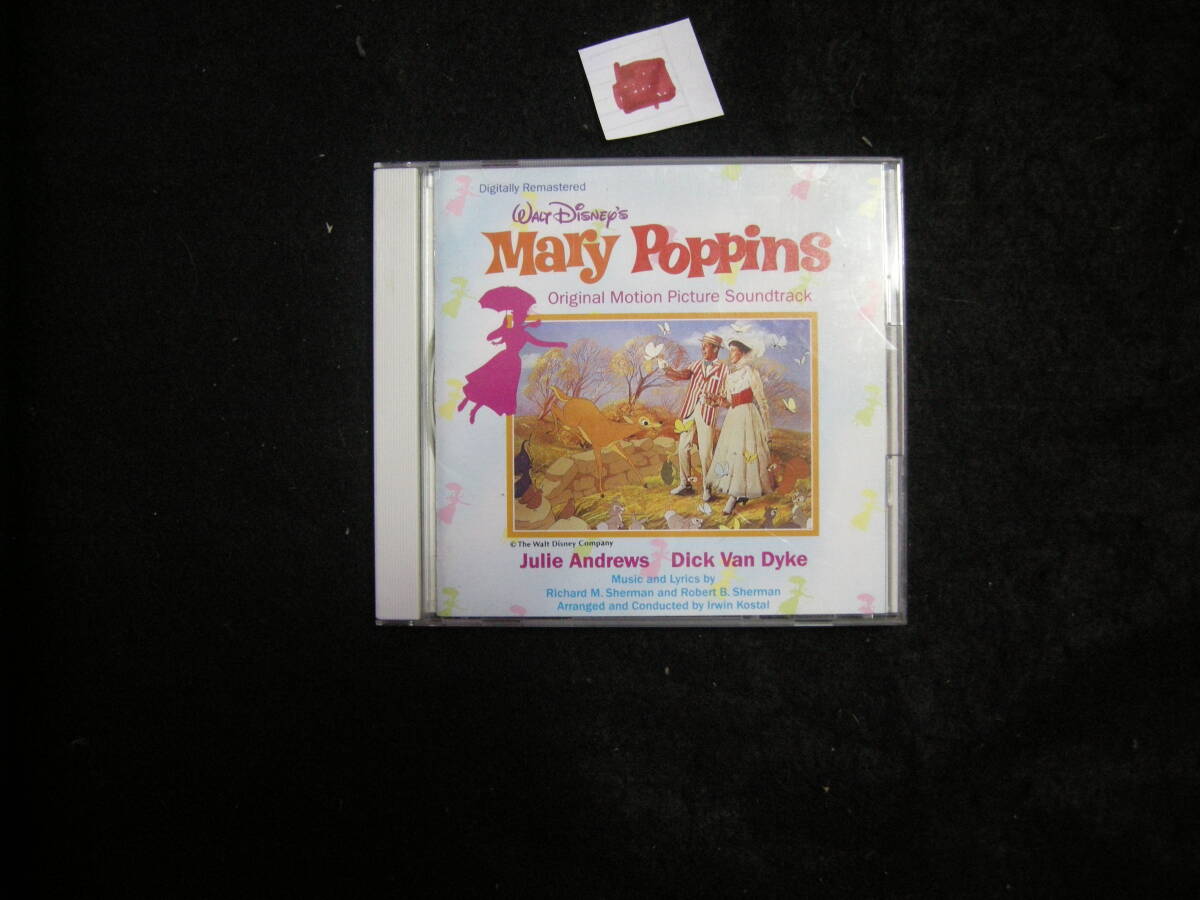 Digitally Remastered
Walt Disney's
Mary Poppins
Original Motion Picture Soundtrack
© The Walt Disney Company
Julie Andrews Dick Van Dyke
Music and Lyrics by
Richard M. Sherman and Robert B. Sherman
Arranged and Conducted by Irwin Kostal